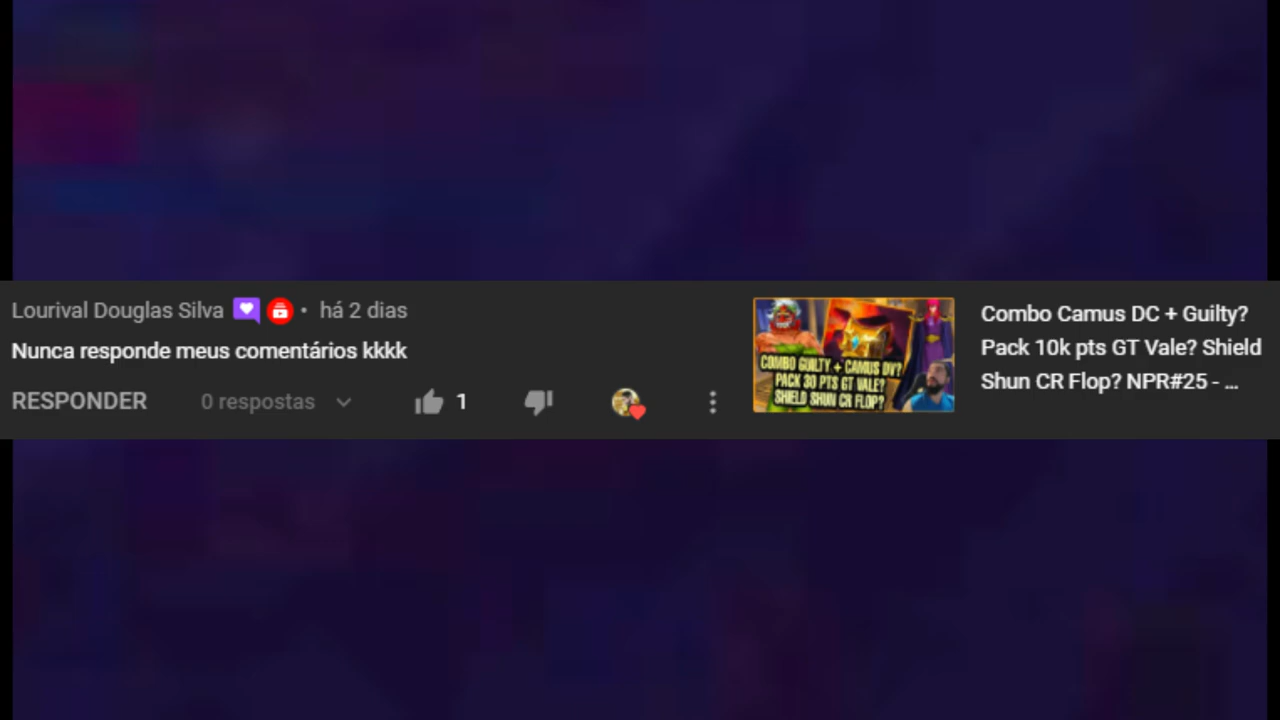 Lourival Douglas Silva • há 2 dias
Nunca responde meus comentários kkkk
RESPONDER 0 respostas 1
COMBO GUILTY + CAMUS DV?
PACK 30 PTS GT VALE?
SHIELD SHUN CR FLOP?
Combo Camus DC + Guilty?
Pack 10k pts GT Vale? Shield
Shun CR Flop? NPR#25 - ...